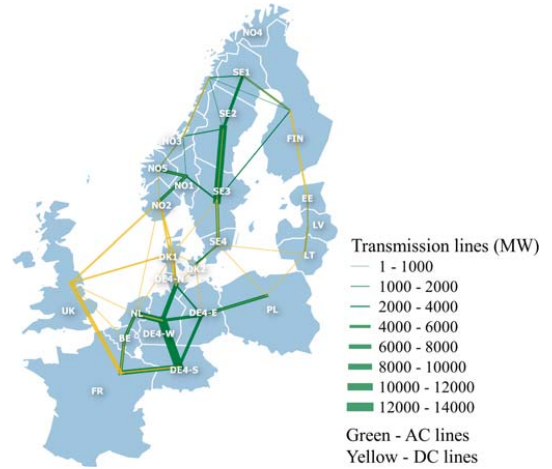 NO4
SE1
SE2
NO3
FIN
NO5
NO1
SE3
NO2
EE
LV
SE4
LT
DK1
DK2
DE4-N
UK
NL
DE4-E
PL
DE4-W
BE
DE4-S
FR
Transmission lines (MW)
1 - 1000
1000 - 2000
2000 - 4000
4000 - 6000
6000 - 8000
8000 - 10000
10000 - 12000
12000 - 14000
Green - AC lines
Yellow - DC lines